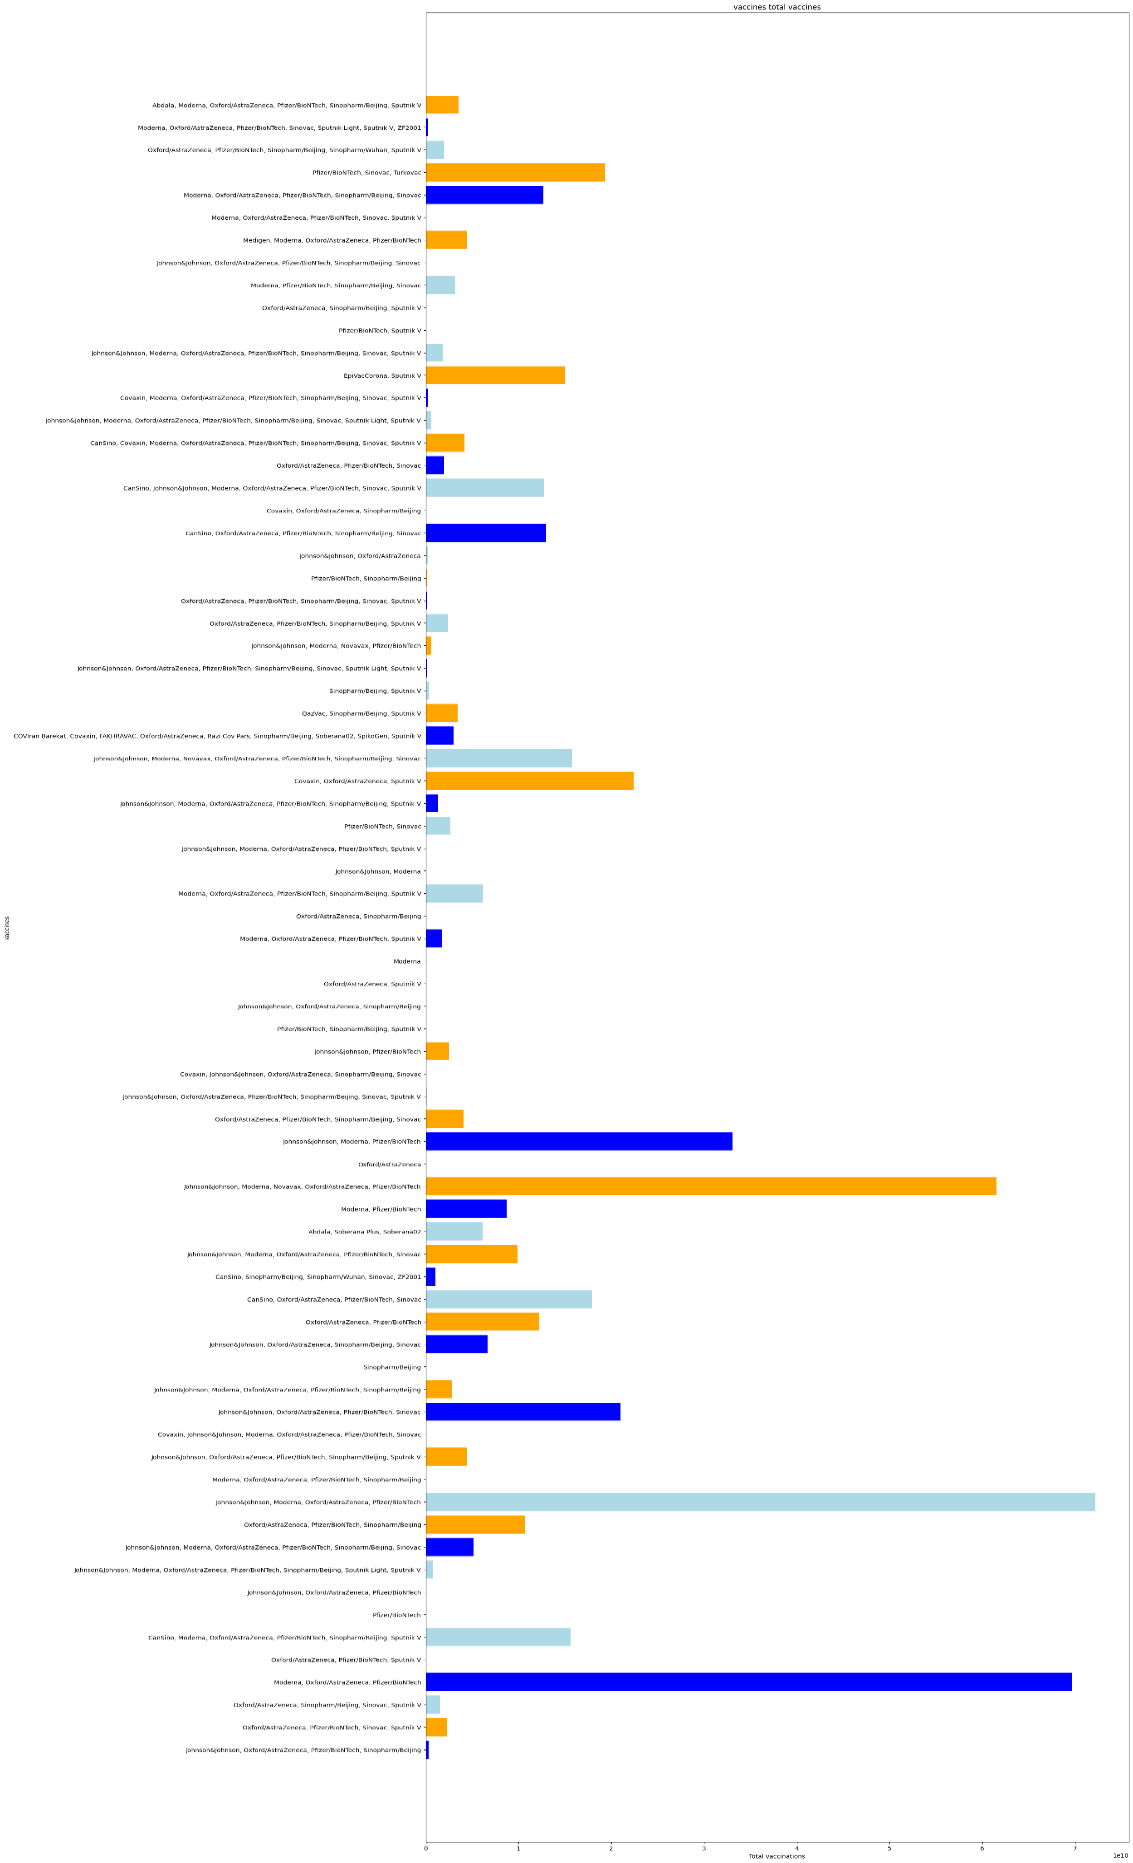 vaccines total vaccines
Abdala, Moderna, Oxford/AstraZeneca, Pfizer/BioNTech, Sinopharm/Beijing, Sputnik V
Moderna, Oxford/AstraZeneca, Pfizer/BioNTech, Sinovac, Sputnik Light, Sputnik V, ZF2001
Oxford/AstraZeneca, Pfizer/BioNTech, Sinopharm/Beijing, Sinopharm/Wuhan, Sputnik V
Pfizer/BioNTech, Sinovac, Turkovac
Moderna, Oxford/AstraZeneca, Pfizer/BioNTech, Sinopharm/Beijing, Sinovac
Moderna, Oxford/AstraZeneca, Pfizer/BioNTech, Sinovac, Sputnik V
Medigen, Moderna, Oxford/AstraZeneca, Pfizer/BioNTech
Johnson&Johnson, Oxford/AstraZeneca, Pfizer/BioNTech, Sinopharm/Beijing, Sinovac
Moderna, Pfizer/BioNTech, Sinopharm/Beijing, Sinovac
Oxford/AstraZeneca, Sinopharm/Beijing, Sputnik V
Pfizer/BioNTech, Sputnik V
Johnson&Johnson, Moderna, Oxford/AstraZeneca, Pfizer/BioNTech, Sinopharm/Beijing, Sinovac, Sputnik V
EpiVacCorona, Sputnik V
Covaxin, Moderna, Oxford/AstraZeneca, Pfizer/BioNTech, Sinopharm/Beijing, Sinovac, Sputnik V
Johnson&Johnson, Moderna, Oxford/AstraZeneca, Pfizer/BioNTech, Sinopharm/Beijing, Sinovac, Sputnik Light, Sputnik V
CanSino, Covaxin, Moderna, Oxford/AstraZeneca, Pfizer/BioNTech, Sinopharm/Beijing, Sinovac, Sputnik V
Oxford/AstraZeneca, Pfizer/BioNTech, Sinovac
CanSino, Johnson&Johnson, Moderna, Oxford/AstraZeneca, Pfizer/BioNTech, Sinovac, Sputnik V
Covaxin, Oxford/AstraZeneca, Sinopharm/Beijing
CanSino, Oxford/AstraZeneca, Pfizer/BioNTech, Sinopharm/Beijing, Sinovac
Johnson&Johnson, Oxford/AstraZeneca
Pfizer/BioNTech, Sinopharm/Beijing
Oxford/AstraZeneca, Pfizer/BioNTech, Sinopharm/Beijing, Sinovac, Sputnik V
Oxford/AstraZeneca, Pfizer/BioNTech, Sinopharm/Beijing, Sputnik V
Johnson&Johnson, Moderna, Novavax, Pfizer/BioNTech
Johnson&Johnson, Oxford/AstraZeneca, Pfizer/BioNTech, Sinopharm/Beijing, Sinovac, Sputnik Light, Sputnik V
Sinopharm/Beijing, Sputnik V
QazVac, Sinopharm/Beijing, Sputnik V
COVIran Barekat, Covaxin, FAKHRAVAC, Oxford/AstraZeneca, Razi Cov Pars, Sinopharm/Beijing, Soberana02, SpikoGen, Sputnik V
Johnson&Johnson, Moderna, Novavax, Oxford/AstraZeneca, Pfizer/BioNTech, Sinopharm/Beijing, Sinovac
Covaxin, Oxford/AstraZeneca, Sputnik V
Johnson&Johnson, Moderna, Oxford/AstraZeneca, Pfizer/BioNTech, Sinopharm/Beijing, Sputnik V
Pfizer/BioNTech, Sinovac
Johnson&Johnson, Moderna, Oxford/AstraZeneca, Pfizer/BioNTech, Sputnik V
Johnson&Johnson, Moderna
Moderna, Oxford/AstraZeneca, Pfizer/BioNTech, Sinopharm/Beijing, Sputnik V
Oxford/AstraZeneca, Sinopharm/Beijing
vaccines
Moderna, Oxford/AstraZeneca, Pfizer/BioNTech, Sputnik V
Moderna
Oxford/AstraZeneca, Sputnik V
Johnson&Johnson, Oxford/AstraZeneca, Sinopharm/Beijing
Pfizer/BioNTech, Sinopharm/Beijing, Sputnik V
Johnson&Johnson, Pfizer/BioNTech
Covaxin, Johnson&Johnson, Oxford/AstraZeneca, Sinopharm/Beijing, Sinovac
Johnson&Johnson, Oxford/AstraZeneca, Pfizer/BioNTech, Sinopharm/Beijing, Sinovac, Sputnik V
Oxford/AstraZeneca, Pfizer/BioNTech, Sinopharm/Beijing, Sinovac
Johnson&Johnson, Moderna, Pfizer/BioNTech
Oxford/AstraZeneca
Johnson&Johnson, Moderna, Novavax, Oxford/AstraZeneca, Pfizer/BioNTech
Moderna, Pfizer/BioNTech
Abdala, Soberana Plus, Soberana02
Johnson&Johnson, Moderna, Oxford/AstraZeneca, Pfizer/BioNTech, Sinovac
CanSino, Sinopharm/Beijing, Sinopharm/Wuhan, Sinovac, ZF2001
CanSino, Oxford/AstraZeneca, Pfizer/BioNTech, Sinovac
Oxford/AstraZeneca, Pfizer/BioNTech
Johnson&Johnson, Oxford/AstraZeneca, Sinopharm/Beijing, Sinovac
Sinopharm/Beijing
Johnson&Johnson, Moderna, Oxford/AstraZeneca, Pfizer/BioNTech, Sinopharm/Beijing
Johnson&Johnson, Oxford/AstraZeneca, Pfizer/BioNTech, Sinovac
Covaxin, Johnson&Johnson, Moderna, Oxford/AstraZeneca, Pfizer/BioNTech, Sinovac
Johnson&Johnson, Oxford/AstraZeneca, Pfizer/BioNTech, Sinopharm/Beijing, Sputnik V
Moderna, Oxford/AstraZeneca, Pfizer/BioNTech, Sinopharm/Beijing
Johnson&Johnson, Moderna, Oxford/AstraZeneca, Pfizer/BioNTech
Oxford/AstraZeneca, Pfizer/BioNTech, Sinopharm/Beijing
Johnson&Johnson, Moderna, Oxford/AstraZeneca, Pfizer/BioNTech, Sinopharm/Beijing, Sinovac
Johnson&Johnson, Moderna, Oxford/AstraZeneca, Pfizer/BioNTech, Sinopharm/Beijing, Sputnik Light, Sputnik V
Johnson&Johnson, Oxford/AstraZeneca, Pfizer/BioNTech
Pfizer/BioNTech
CanSino, Moderna, Oxford/AstraZeneca, Pfizer/BioNTech, Sinopharm/Beijing, Sputnik V
Oxford/AstraZeneca, Pfizer/BioNTech, Sputnik V
Moderna, Oxford/AstraZeneca, Pfizer/BioNTech
Oxford/AstraZeneca, Sinopharm/Beijing, Sinovac, Sputnik V
Oxford/AstraZeneca, Pfizer/BioNTech, Sinovac, Sputnik V
Johnson&Johnson, Oxford/AstraZeneca, Pfizer/BioNTech, Sinopharm/Beijing
0 1 2 3 4 5 6 7
Total vaccinations
1e10